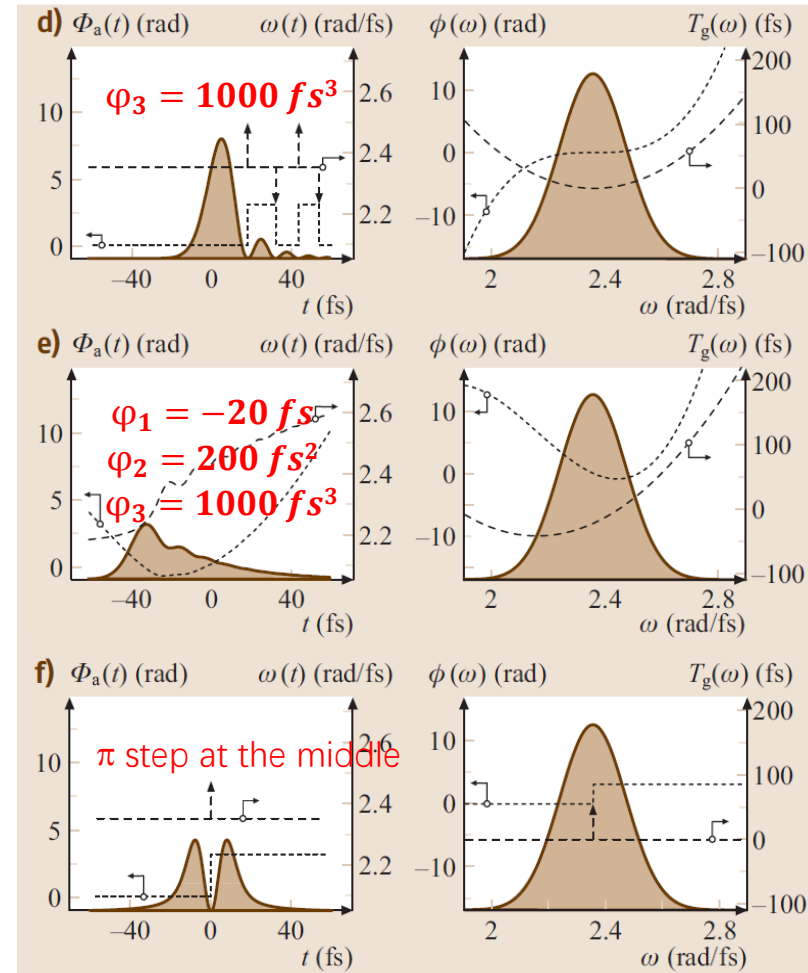 d) Φa(t) (rad) ω(t) (rad/fs) ϕ(ω) (rad) Tg(ω) (fs)
φ₃ = 1000 fs³
10 5 0
2.6 2.4 2.2
–40 0 40
t (fs)
10 0 –10
200 100 0 –100
2 2.4 2.8
ω (rad/fs)
e) Φa(t) (rad) ω(t) (rad/fs) ϕ(ω) (rad) Tg(ω) (fs)
φ₁ = −20 fs
φ₂ = 200 fs²
φ₃ = 1000 fs³
10 5 0
2.6 2.4 2.2
–40 0 40
t (fs)
10 0 –10
200 100 0 –100
2 2.4 2.8
ω (rad/fs)
f) Φa(t) (rad) ω(t) (rad/fs) ϕ(ω) (rad) Tg(ω) (fs)
π step at the middle
10 5 0
2.6 2.4 2.2
–40 0 40
t (fs)
10 0 –10
200 100 0 –100
2 2.4 2.8
ω (rad/fs)